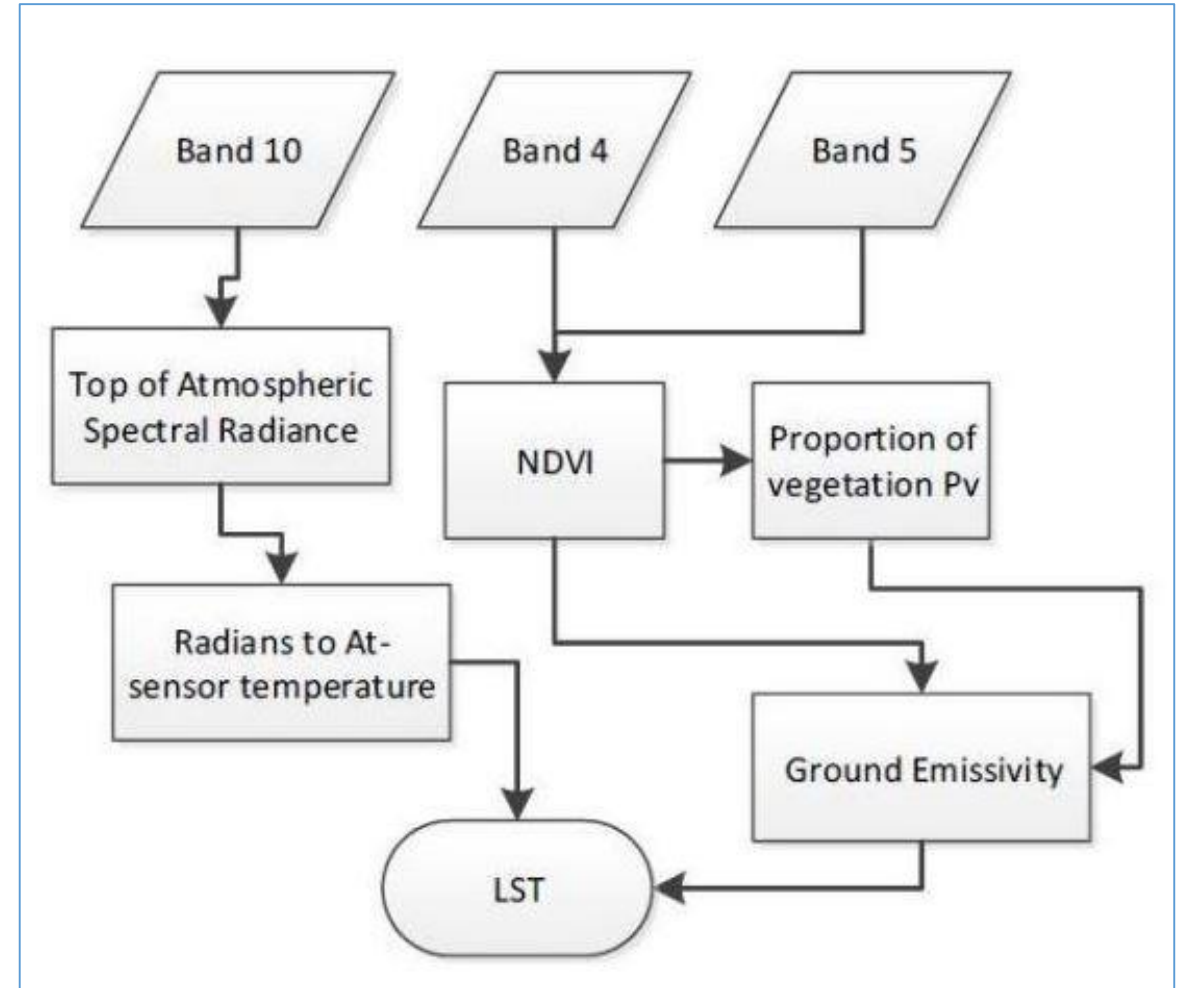 Band 10
Band 4
Band 5
Top of Atmospheric
Spectral Radiance
NDVI
Proportion of
vegetation Pv
Radians to At-
sensor temperature
Ground Emissivity
LST